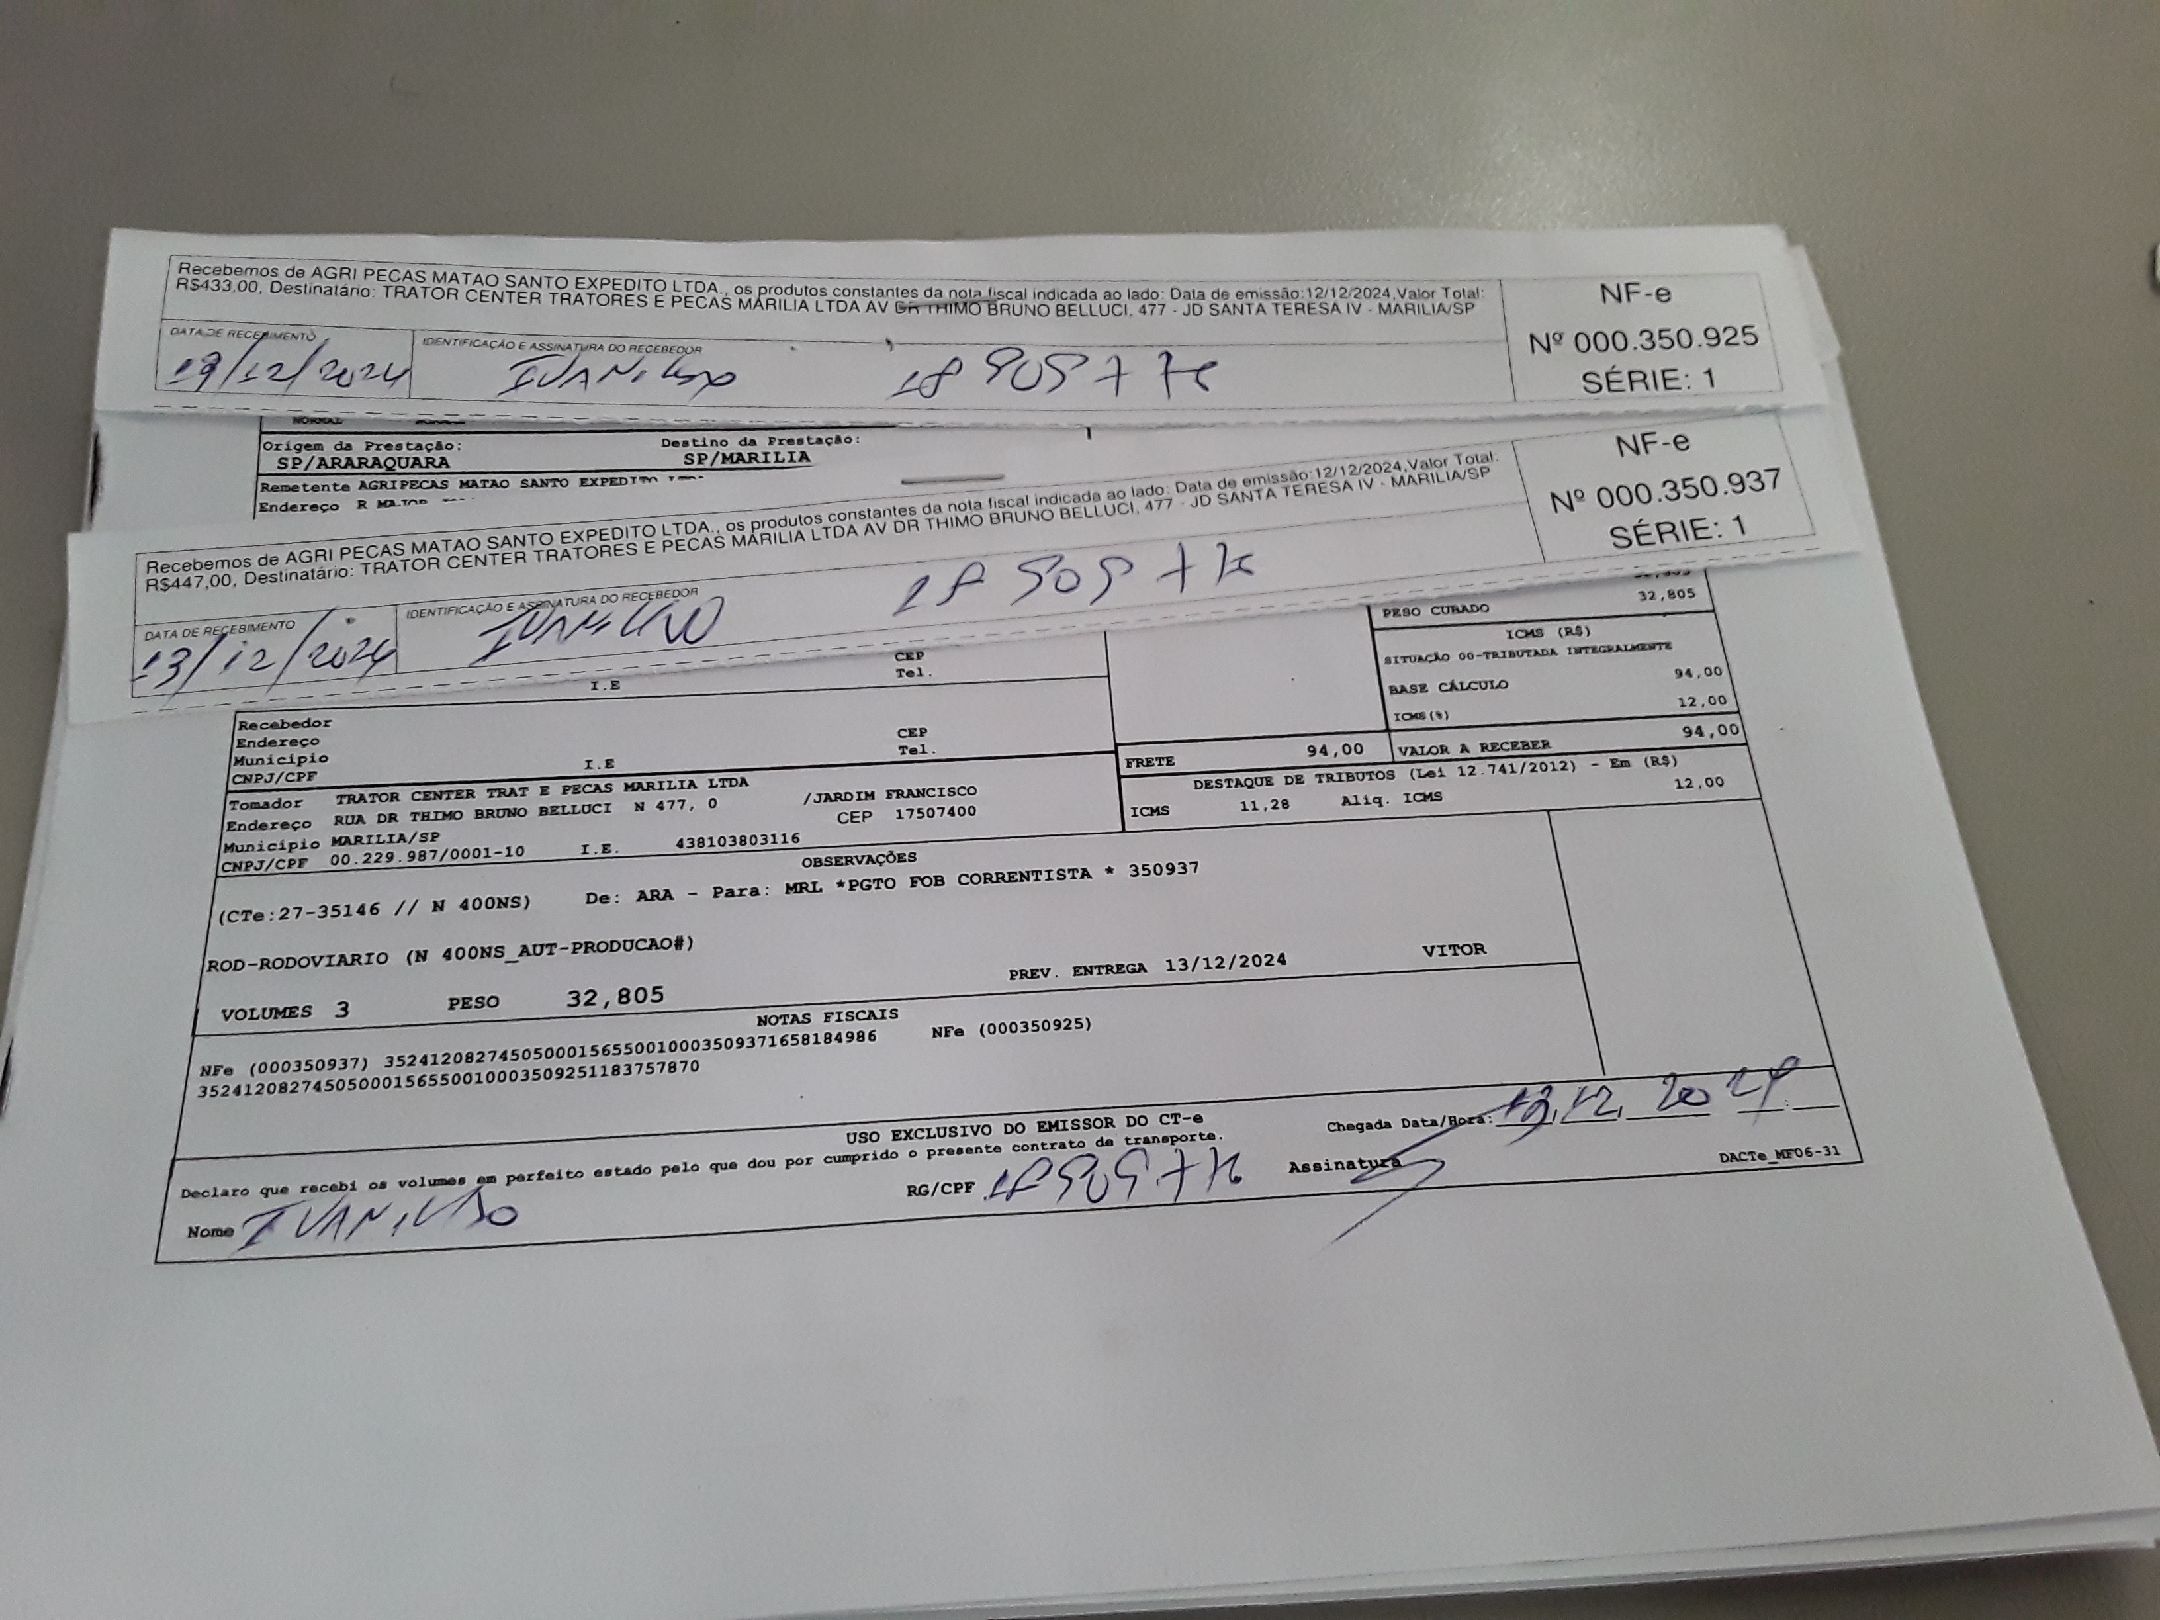 Recebemos de AGRI PECAS MATAO SANTO EXPEDITO LTDA., os produtos constantes da nota fiscal indicada ao lado: Data de emissão:12/12/2024,Valor Total:
R$433,00, Destinatário: TRATOR CENTER TRATORES E PECAS MARILIA LTDA AV DR THIMO BRUNO BELLUCI, 477 - JD SANTA TERESA IV - MARILIA/SP
NF-e
Nº 000.350.925
SÉRIE: 1
DATA DE RECEBIMENTO
IDENTIFICAÇÃO E ASSINATURA DO RECEBEDOR
/12/2024 IVANILDO
NORMAL
Origem da Prestação: Destino da Prestação:
SP/ARARAQUARA SP/MARILIA
Remetente AGRIPECAS MATAO SANTO EXPEDITO
Endereço R
Recebemos de AGRI PECAS MATAO SANTO EXPEDITO LTDA., os produtos constantes da nota fiscal indicada ao lado: Data de emissão:12/12/2024,Valor Total:
R$447,00, Destinatário: TRATOR CENTER TRATORES E PECAS MARILIA LTDA AV DR THIMO BRUNO BELLUCI, 477 - JD SANTA TERESA IV - MARILIA/SP
NF-e
Nº 000.350.937
SÉRIE: 1
DATA DE RECEBIMENTO
IDENTIFICAÇÃO E ASSINATURA DO RECEBEDOR
13/12/2024 IVANILDO
PESO CUBADO 32,805
ICMS (R$)
SITUAÇÃO 00-TRIBUTADA INTEGRALMENTE
BASE CÁLCULO 94,00
ICMS(%) 12,00
CEP
I.E Tel.
Recebedor
Endereço CEP
Município Tel.
CNPJ/CPF I.E
FRETE 94,00 VALOR A RECEBER 94,00
DESTAQUE DE TRIBUTOS (Lei 12.741/2012) - Em (R$)
ICMS 11,28 Aliq. ICMS 12,00
Tomador TRATOR CENTER TRAT E PECAS MARILIA LTDA
Endereço RUA DR THIMO BRUNO BELLUCI N 477, 0 /JARDIM FRANCISCO
Município MARILIA/SP CEP 17507400
CNPJ/CPF 00.229.987/0001-10 I.E. 438103803116
OBSERVAÇÕES
(CTe:27-35146 // N 400NS) De: ARA - Para: MRL *PGTO FOB CORRENTISTA * 350937
ROD-RODOVIARIO (N 400NS_AUT-PRODUCAO#)
PREV. ENTREGA 13/12/2024 VITOR
VOLUMES 3 PESO 32,805
NOTAS FISCAIS
NFe (000350937) 35241208274505000156550010003509371658184986 NFe (000350925)
35241208274505000156550010003509251183757870
USO EXCLUSIVO DO EMISSOR DO CT-e
Declaro que recebi os volumes em perfeito estado pelo que dou por cumprido o presente contrato de transporte.
Chegada Data/Hora: 13, 12, 2024
Nome IVANILDO RG/CPF Assinatura
DACTe_MF06-31